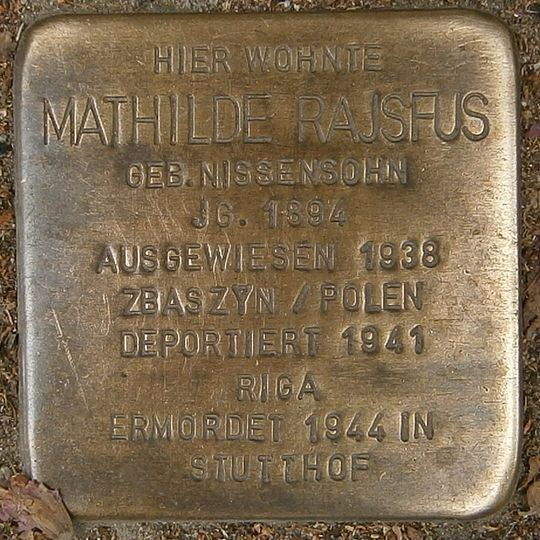 HIER WOHNTE
MATHILDE RAJSFUS
GEB. NISSENSOHN
JG. 1894
AUSGEWIESEN 1938
ZBASZYN / POLEN
DEPORTIERT 1941
RIGA
ERMORDET 1944 IN
STUTTHOF